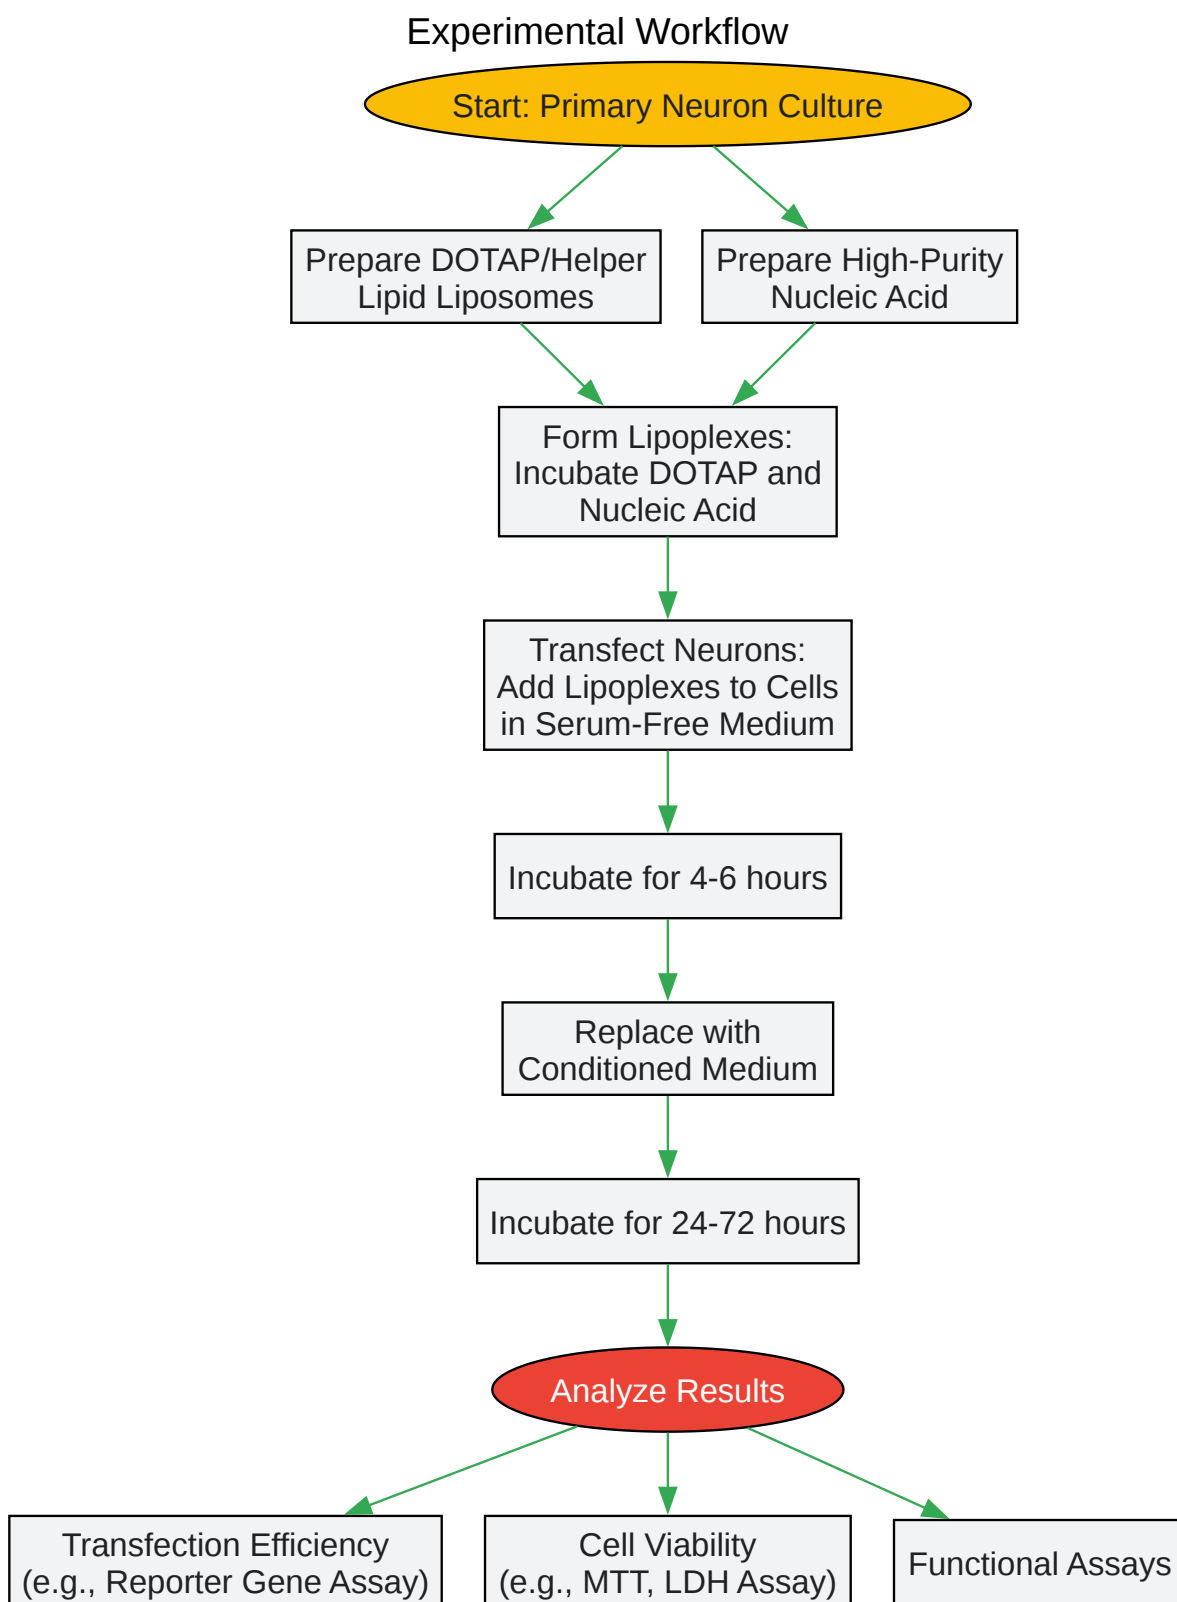 Experimental Workflow
Start: Primary Neuron Culture
Prepare DOTAP/Helper
Lipid Liposomes
Prepare High-Purity
Nucleic Acid
Form Lipoplexes:
Incubate DOTAP and
Nucleic Acid
Transfect Neurons:
Add Lipoplexes to Cells
in Serum-Free Medium
Incubate for 4-6 hours
Replace with
Conditioned Medium
Incubate for 24-72 hours
Analyze Results
Transfection Efficiency
(e.g., Reporter Gene Assay)
Cell Viability
(e.g., MTT, LDH Assay)
Functional Assays